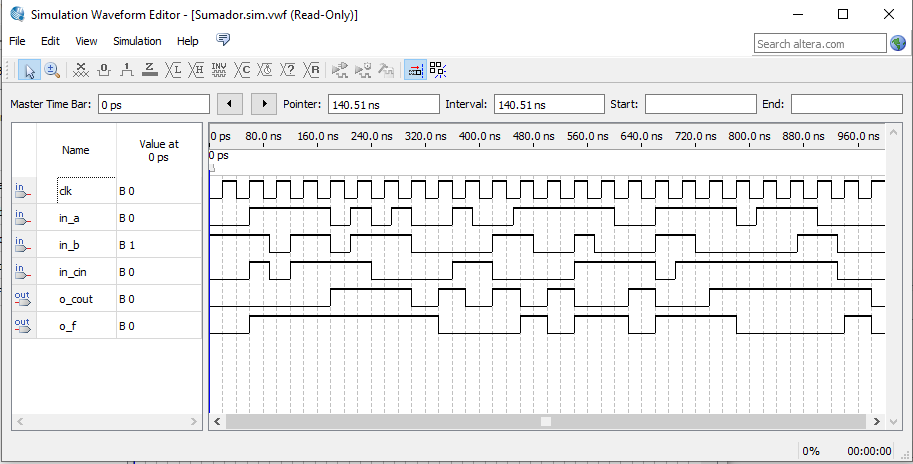 Simulation Waveform Editor - [Sumador.sim.vwf (Read-Only)]
File Edit View Simulation Help
Search altera.com
Master Time Bar: 0 ps Pointer: 140.51 ns Interval: 140.51 ns Start: End:
Name Value at 0 ps
0 ps 80.0 ns 160.0 ns 240.0 ns 320.0 ns 400.0 ns 480.0 ns 560.0 ns 640.0 ns 720.0 ns 800.0 ns 880.0 ns 960.0 ns
0 ps
in clk B 0
in in_a B 0
in in_b B 1
in in_cin B 0
out o_cout B 0
out o_f B 0
0% 00:00:00